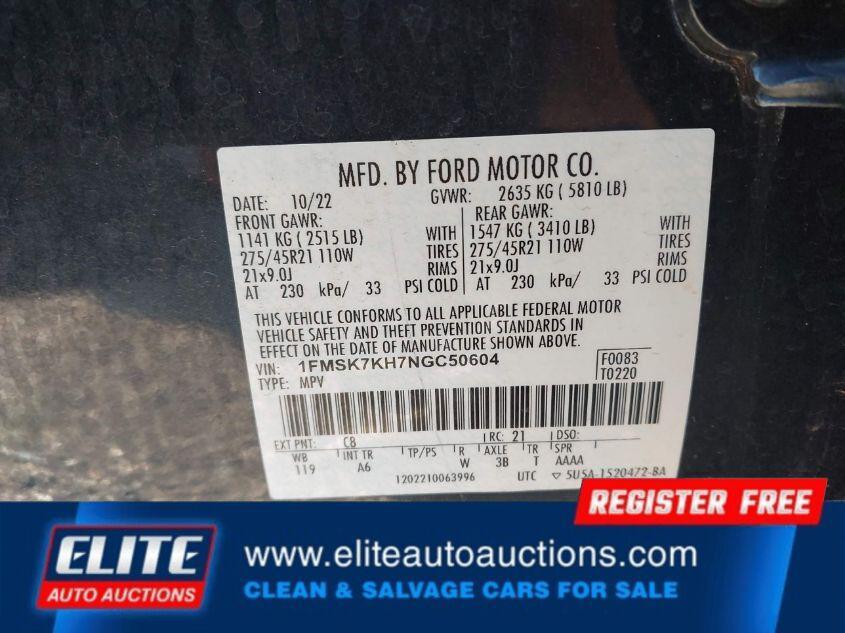 MFD. BY FORD MOTOR CO.
DATE: 10/22 GVWR: 2635 KG ( 5810 LB)
FRONT GAWR: REAR GAWR:
1141 KG ( 2515 LB) WITH 1547 KG ( 3410 LB) WITH
275/45R21 110W TIRES 275/45R21 110W TIRES
21x9.0J RIMS 21x9.0J RIMS
AT 230 kPa/ 33 PSI COLD AT 230 kPa/ 33 PSI COLD
THIS VEHICLE CONFORMS TO ALL APPLICABLE FEDERAL MOTOR
VEHICLE SAFETY AND THEFT PREVENTION STANDARDS IN
EFFECT ON THE DATE OF MANUFACTURE SHOWN ABOVE.
VIN: 1FMSK7KH7NGC50604 F0083
TYPE: MPV T0220
EXT PNT: C8 RC: 21 DSO:
WB INT TR TP/PS R AXLE TR SPR
119 A6 W 3B T AAAA
1202210063996 UTC ▽ 5U5A-1520472-BA
REGISTER FREE
ELITE
AUTO AUCTIONS
www.eliteautoauctions.com
CLEAN & SALVAGE CARS FOR SALE